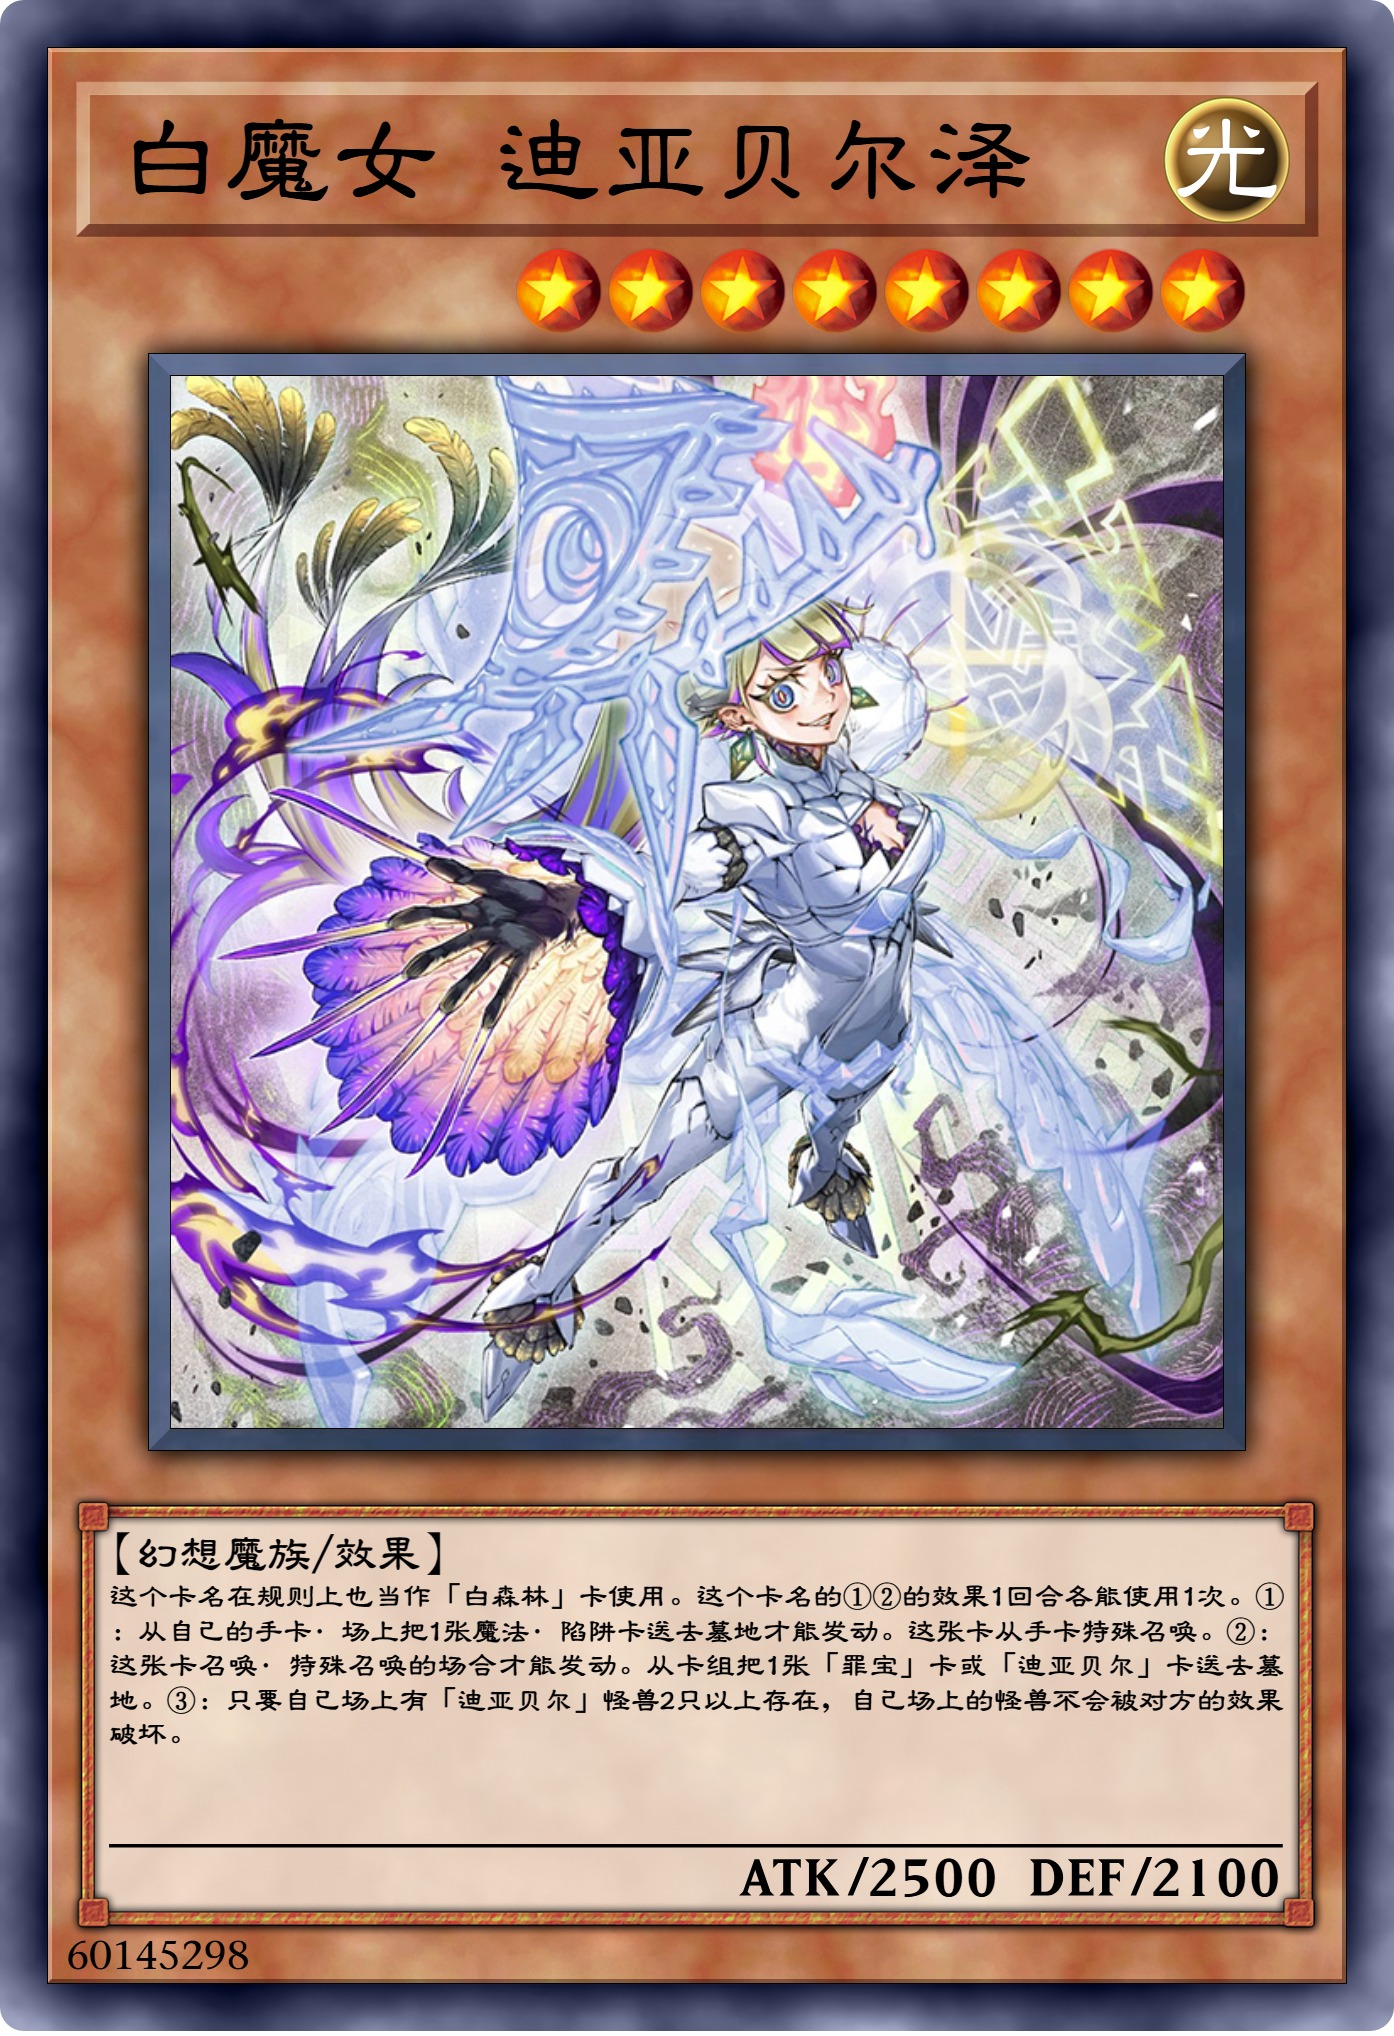 白魔女 迪亚贝尔泽
光
【幻想魔族/效果】
这个卡名在规则上也当作「白森林」卡使用。这个卡名的①②的效果1回合各能使用1次。①
：从自己的手卡·场上把1张魔法·陷阱卡送去墓地才能发动。这张卡从手卡特殊召唤。②：
这张卡召唤·特殊召唤的场合才能发动。从卡组把1张「罪宝」卡或「迪亚贝尔」卡送去墓
地。③：只要自己场上有「迪亚贝尔」怪兽2只以上存在，自己场上的怪兽不会被对方的效果
破坏。
ATK/2500 DEF/2100
60145298